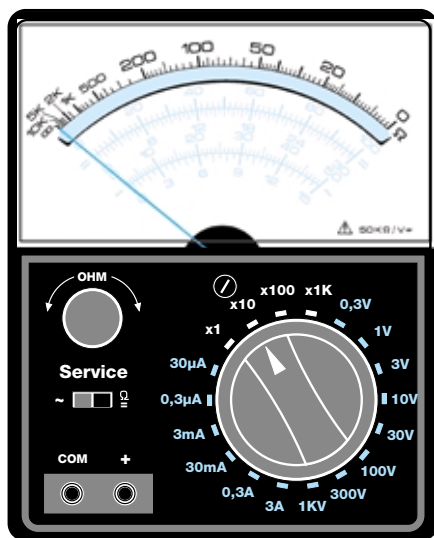 10K 5K 2K 1K 500 200 100 50 20 0
∞ Ω
50KΩ/V=
OHM
x1 x10 x100 x1K 0,3V
1V
3V
10V
30V
100V
300V
1KV
3A
0,3A
30mA
3mA
0,3µA
30µA
Service
~ Ω
=
COM +